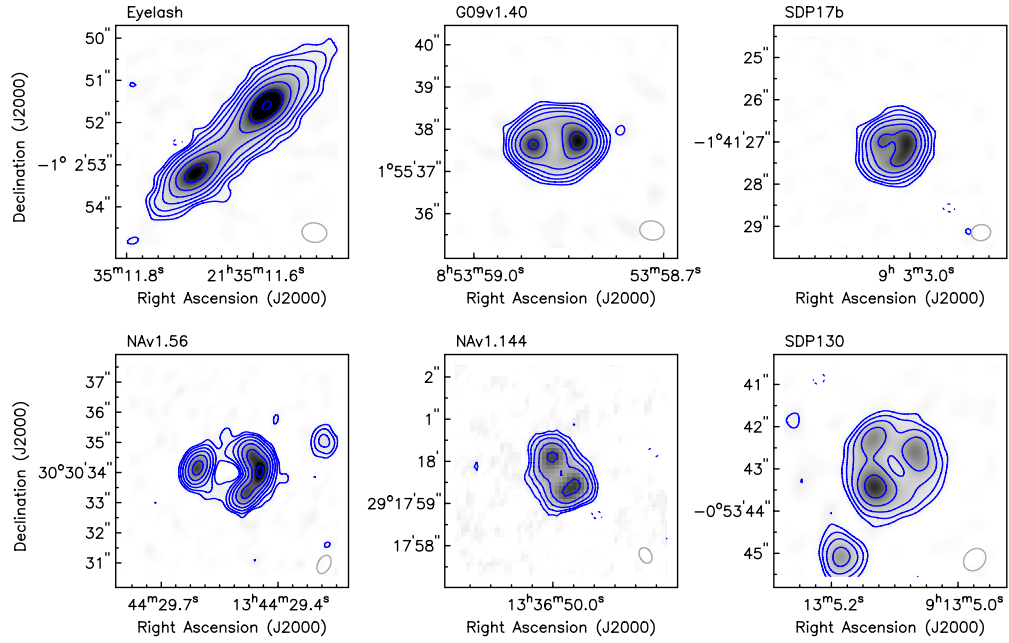 Eyelash
G09v1.40
SDP17b
50"
51"
52"
−1° 2'53"
54"
40"
39"
38"
1°55'37"
36"
25"
26"
−1°41'27"
28"
29"
Declination (J2000)
35ᵐ11.8ˢ 21ʰ35ᵐ11.6ˢ
8ʰ53ᵐ59.0ˢ 53ᵐ58.7ˢ
9ʰ 3ᵐ3.0ˢ
Right Ascension (J2000)
Right Ascension (J2000)
Right Ascension (J2000)
NAv1.56
NAv1.144
SDP130
37"
36"
35"
30°30'34"
33"
32"
31"
2"
1"
18'
29°17'59"
17'58"
41"
42"
43"
−0°53'44"
45"
Declination (J2000)
44ᵐ29.7ˢ 13ʰ44ᵐ29.4ˢ
13ʰ36ᵐ50.0ˢ
13ᵐ5.2ˢ 9ʰ13ᵐ5.0ˢ
Right Ascension (J2000)
Right Ascension (J2000)
Right Ascension (J2000)